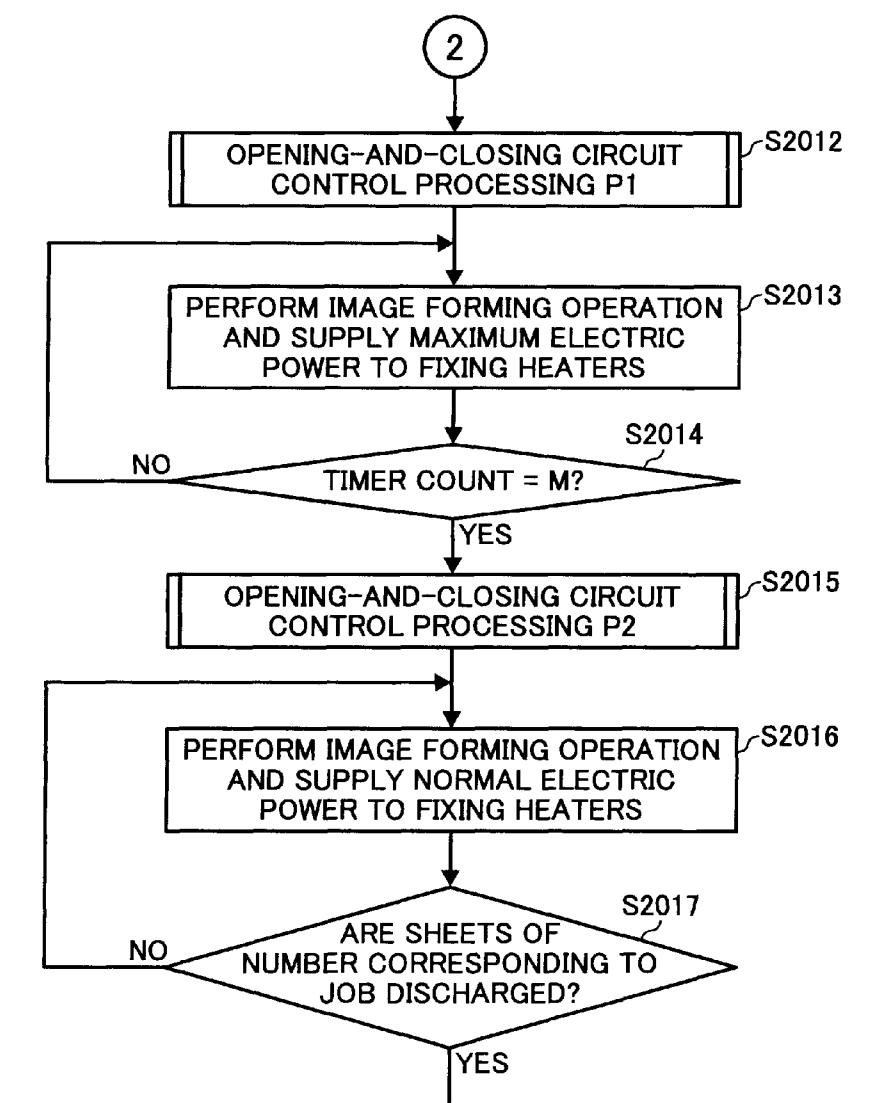 2
OPENING-AND-CLOSING CIRCUIT
CONTROL PROCESSING P1
S2012
PERFORM IMAGE FORMING OPERATION
AND SUPPLY MAXIMUM ELECTRIC
POWER TO FIXING HEATERS
S2013
S2014
TIMER COUNT = M?
NO
YES
OPENING-AND-CLOSING CIRCUIT
CONTROL PROCESSING P2
S2015
PERFORM IMAGE FORMING OPERATION
AND SUPPLY NORMAL ELECTRIC
POWER TO FIXING HEATERS
S2016
S2017
ARE SHEETS OF
NUMBER CORRESPONDING TO
JOB DISCHARGED?
NO
YES